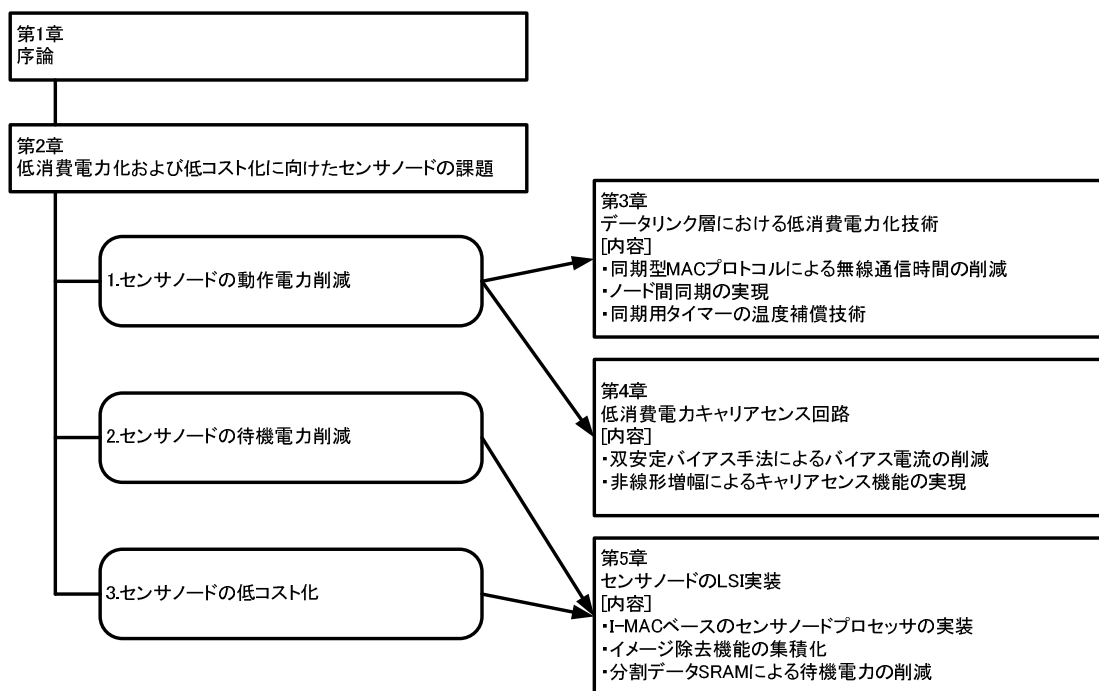 第1章
序論
第2章
低消費電力化および低コスト化に向けたセンサノードの課題
1.センサノードの動作電力削減
2.センサノードの待機電力削減
3.センサノードの低コスト化
第3章
データリンク層における低消費電力化技術
[内容]
・同期型MACプロトコルによる無線通信時間の削減
・ノード間同期の実現
・同期用タイマーの温度補償技術
第4章
低消費電力キャリアセンス回路
[内容]
・双安定バイアス手法によるバイアス電流の削減
・非線形増幅によるキャリアセンス機能の実現
第5章
センサノードのLSI実装
[内容]
・I-MACベースのセンサノードプロセッサの実装
・イメージ除去機能の集積化
・分割データSRAMによる待機電力の削減